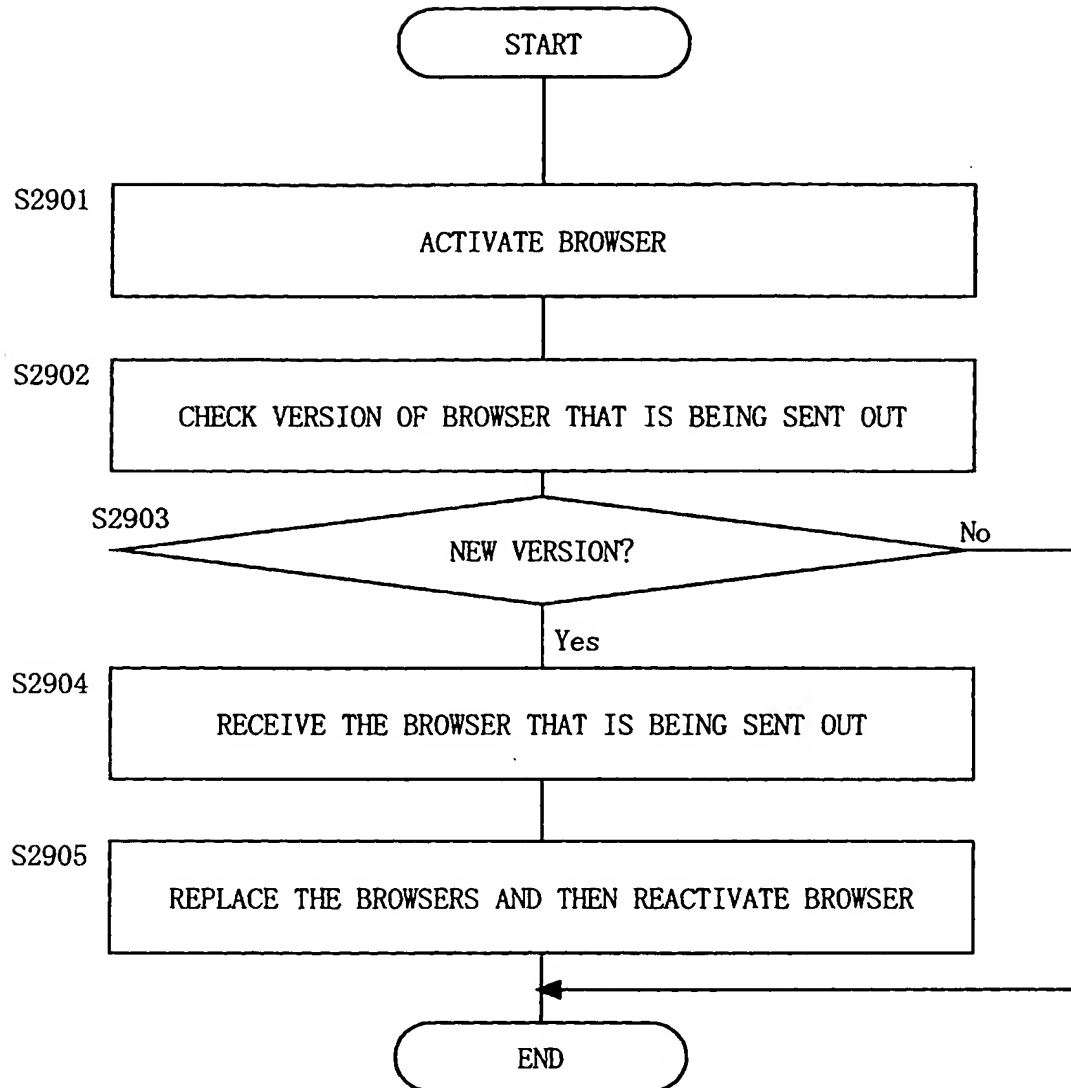 START
S2901
ACTIVATE BROWSER
S2902
CHECK VERSION OF BROWSER THAT IS BEING SENT OUT
S2903
NEW VERSION?
No
Yes
S2904
RECEIVE THE BROWSER THAT IS BEING SENT OUT
S2905
REPLACE THE BROWSERS AND THEN REACTIVATE BROWSER
END